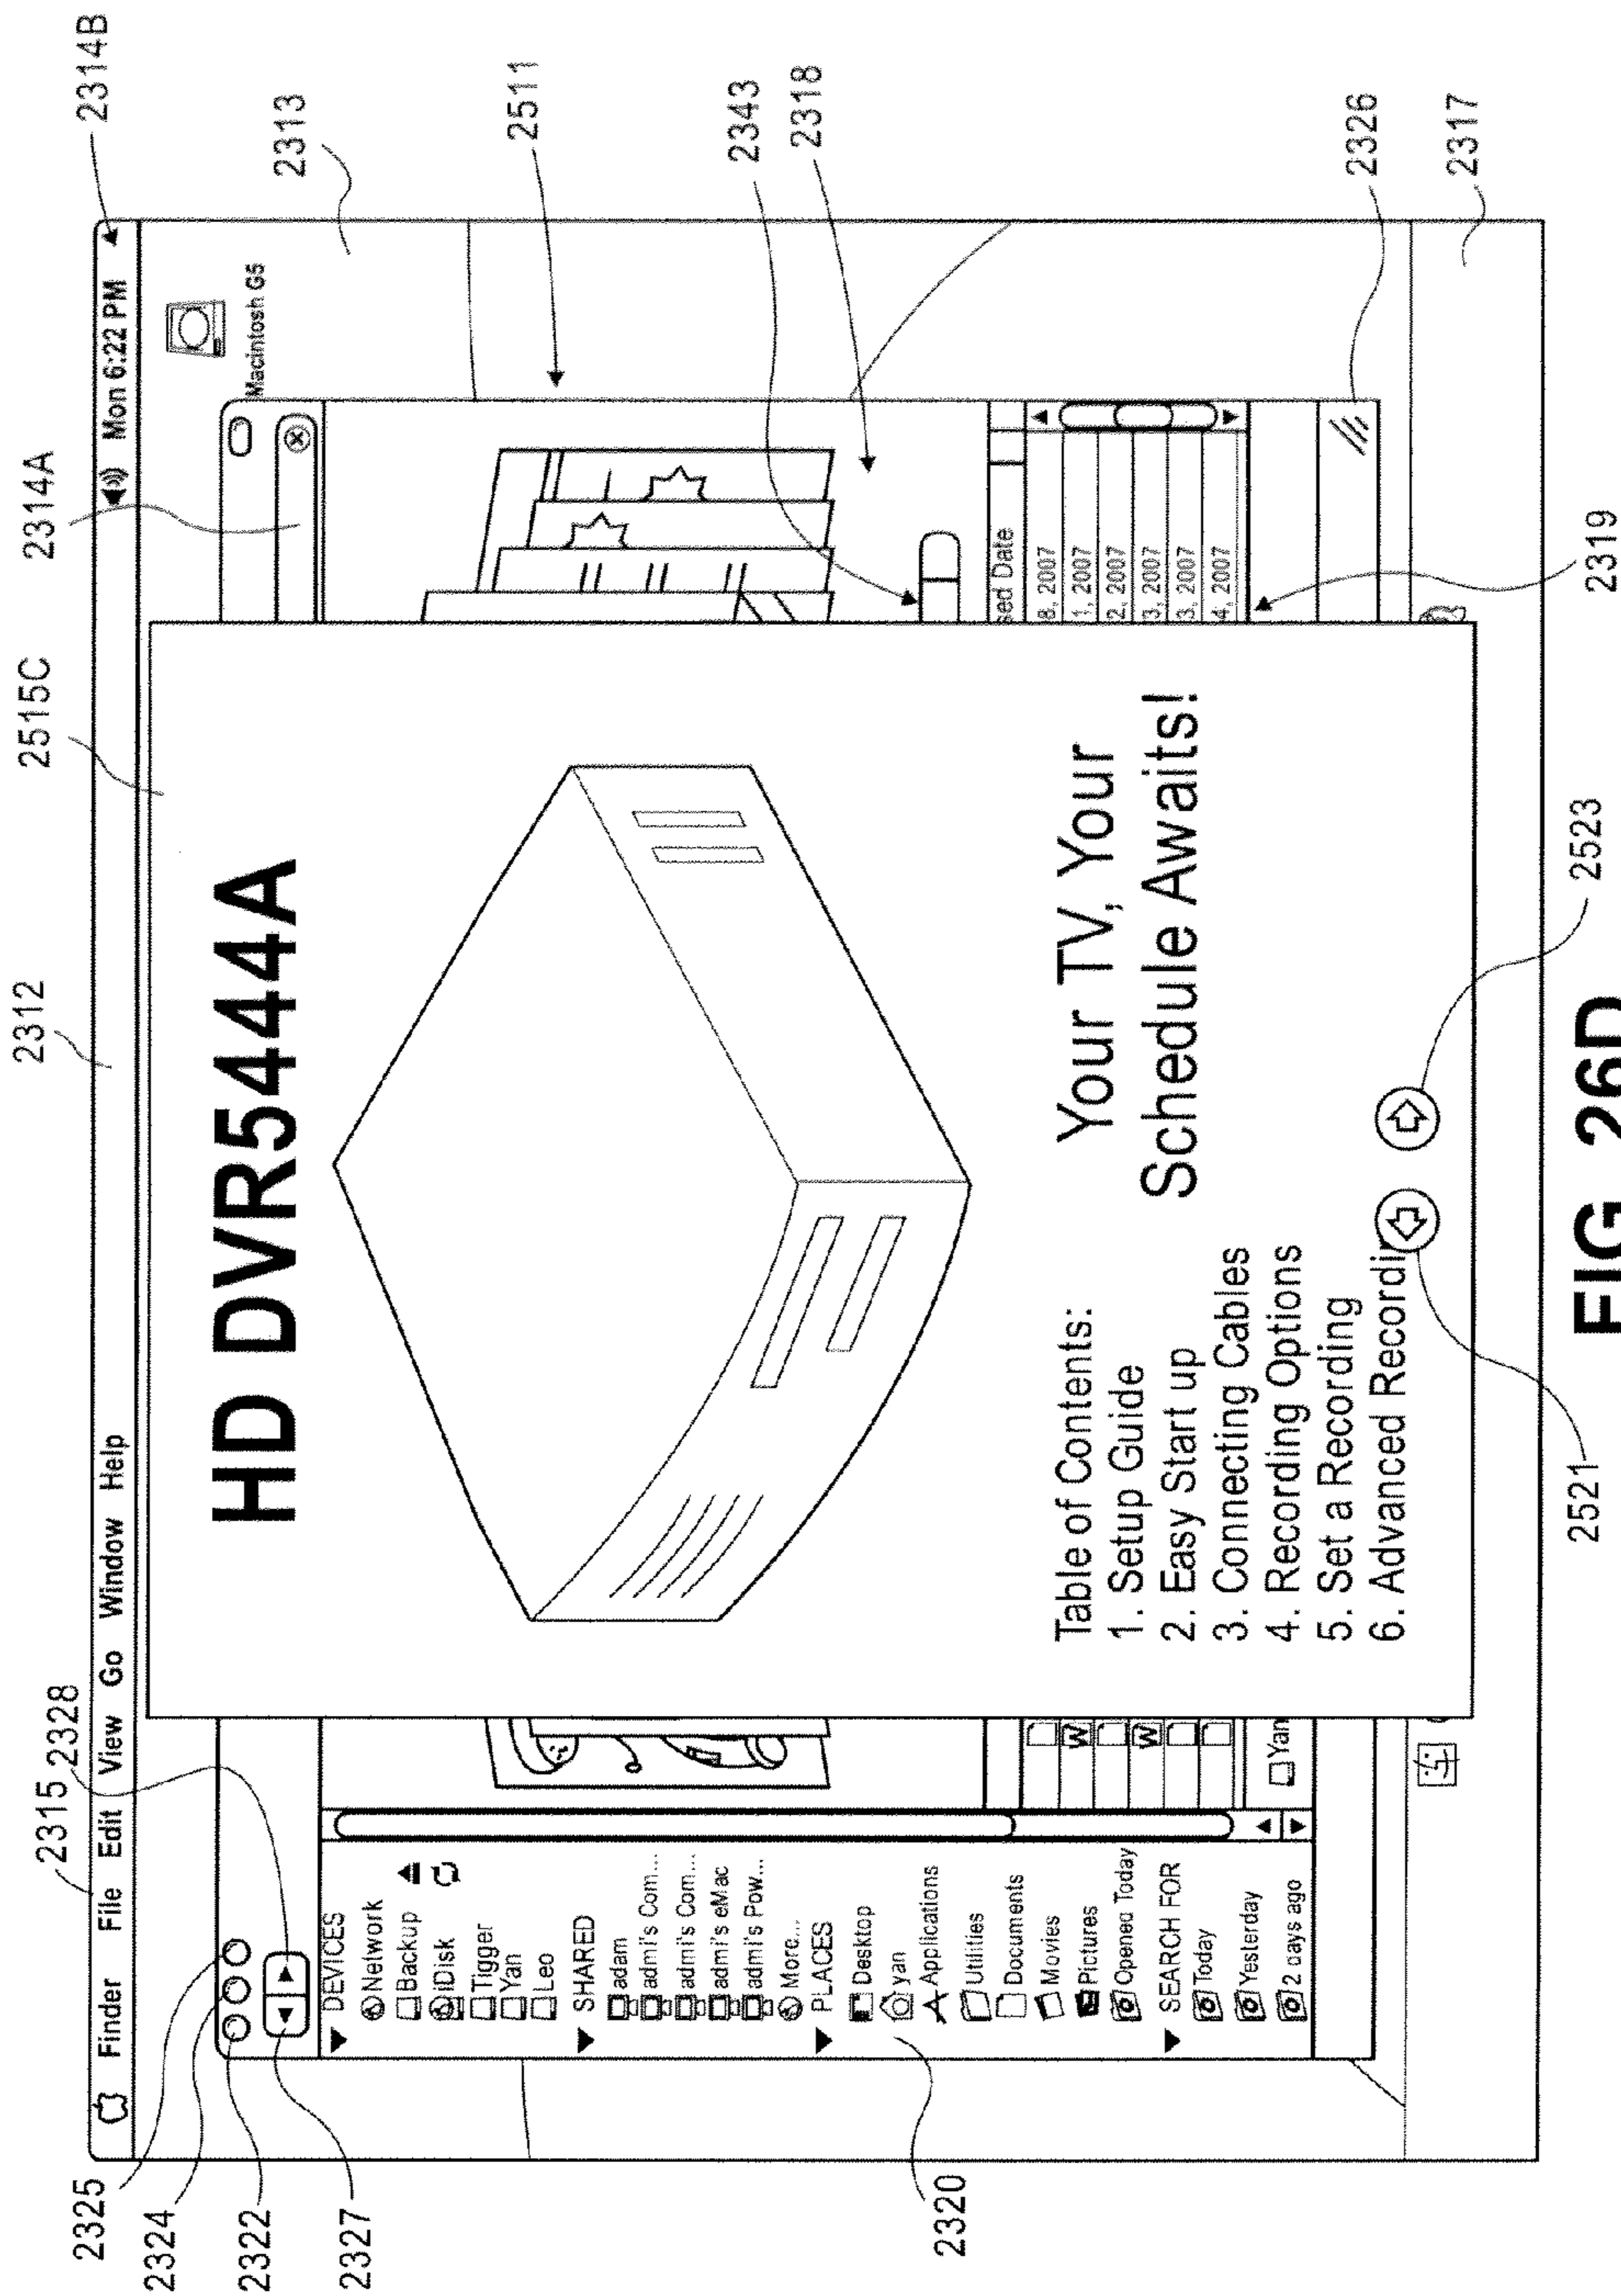 2315
2328
2312
2515C
2314A
2314B
Finder File Edit View Go Window Help
Mon 6:22 PM
Macintosh G5
2325
2324
2322
2327
2313
2511
2343
2318
2326
2317
DEVICES
Network
Backup
iDisk
Tigger
Yan
Leo
SHARED
adam
admi's Com...
admi's Com...
admi's eMac
admi's Pow...
More...
PLACES
Desktop
yan
Applications
Utilities
Documents
Movies
Pictures
Opened Today
SEARCH FOR
Today
Yesterday
2 days ago
W
W
Yan
HD DVR5444A
Your TV, Your
Schedule Awaits!
Table of Contents:
1. Setup Guide
2. Easy Start up
3. Connecting Cables
4. Recording Options
5. Set a Recording
6. Advanced Recordi
sed Date
8, 2007
1, 2007
2, 2007
3, 2007
3, 2007
4, 2007
2320
2521
2523
2319
FIG 26D